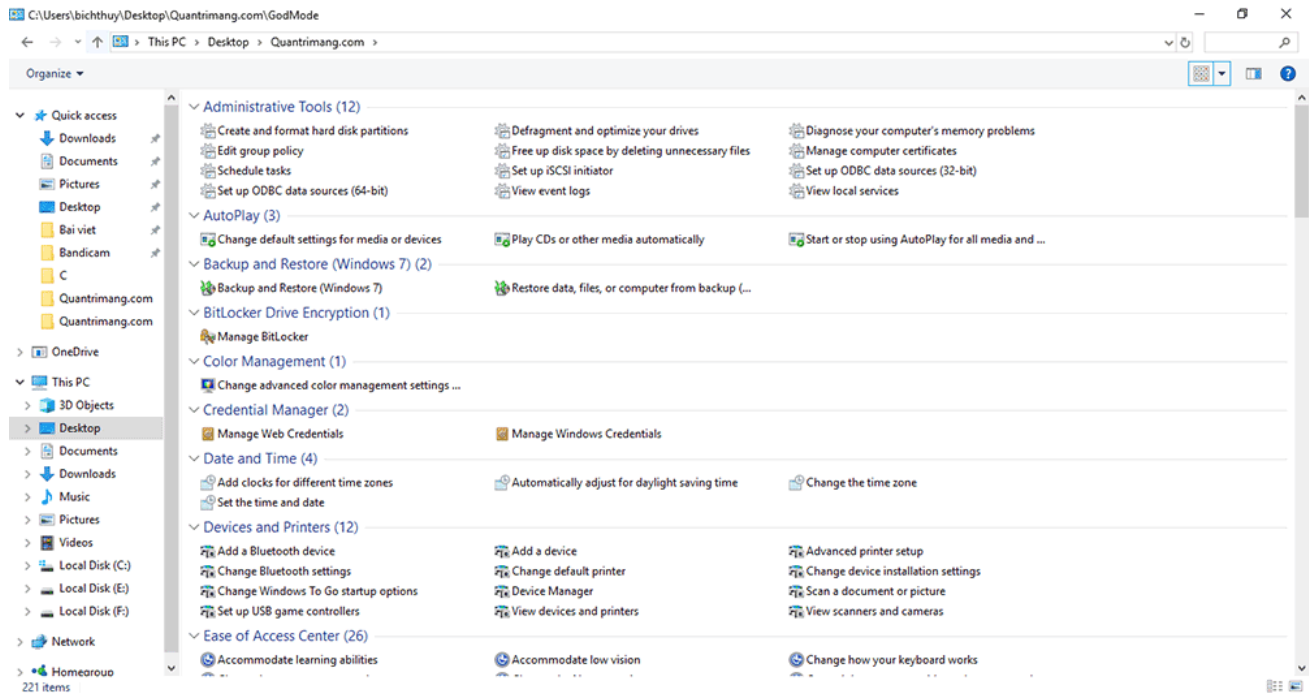 C:\Users\bichthuy\Desktop\Quantrimang.com\GodMode
This PC > Desktop > Quantrimang.com >
Organize
Quick access
Downloads
Documents
Pictures
Desktop
Bai viet
Bandicam
C
Quantrimang.com
Quantrimang.com
OneDrive
This PC
3D Objects
Desktop
Documents
Downloads
Music
Pictures
Videos
Local Disk (C:)
Local Disk (E:)
Local Disk (F:)
Network
Homegroup
221 items
Administrative Tools (12)
Create and format hard disk partitions
Defragment and optimize your drives
Diagnose your computer's memory problems
Edit group policy
Free up disk space by deleting unnecessary files
Manage computer certificates
Schedule tasks
Set up iSCSI initiator
Set up ODBC data sources (32-bit)
Set up ODBC data sources (64-bit)
View event logs
View local services
AutoPlay (3)
Change default settings for media or devices
Play CDs or other media automatically
Start or stop using AutoPlay for all media and ...
Backup and Restore (Windows 7) (2)
Backup and Restore (Windows 7)
Restore data, files, or computer from backup (...
BitLocker Drive Encryption (1)
Manage BitLocker
Color Management (1)
Change advanced color management settings ...
Credential Manager (2)
Manage Web Credentials
Manage Windows Credentials
Date and Time (4)
Add clocks for different time zones
Automatically adjust for daylight saving time
Change the time zone
Set the time and date
Devices and Printers (12)
Add a Bluetooth device
Add a device
Advanced printer setup
Change Bluetooth settings
Change default printer
Change device installation settings
Change Windows To Go startup options
Device Manager
Scan a document or picture
Set up USB game controllers
View devices and printers
View scanners and cameras
Ease of Access Center (26)
Accommodate learning abilities
Accommodate low vision
Change how your keyboard works